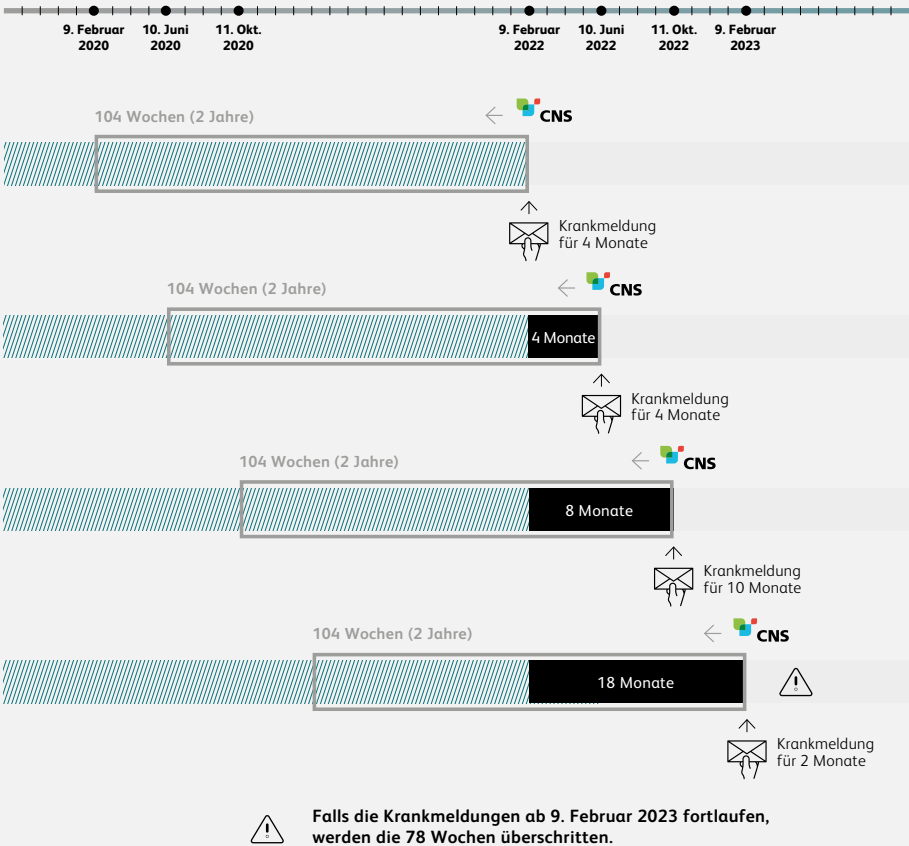 9. Februar
2020
10. Juni
2020
11. Okt.
2020
9. Februar
2022
10. Juni
2022
11. Okt.
2022
9. Februar
2023
104 Wochen (2 Jahre)
CNS
Krankmeldung
für 4 Monate
104 Wochen (2 Jahre)
CNS
4 Monate
Krankmeldung
für 4 Monate
104 Wochen (2 Jahre)
CNS
8 Monate
Krankmeldung
für 10 Monate
104 Wochen (2 Jahre)
CNS
18 Monate
Krankmeldung
für 2 Monate
Falls die Krankmeldungen ab 9. Februar 2023 fortlaufen,
werden die 78 Wochen überschritten.